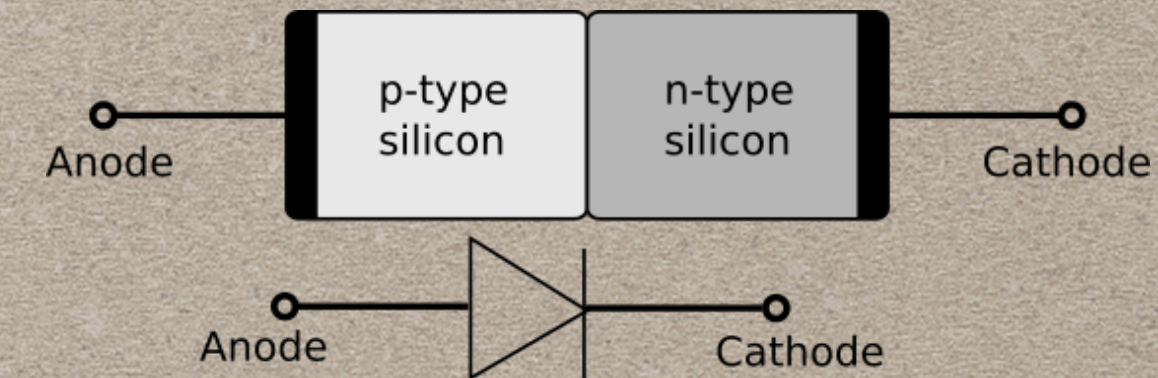 p-type
silicon
n-type
silicon
Anode
Cathode
Anode
Cathode